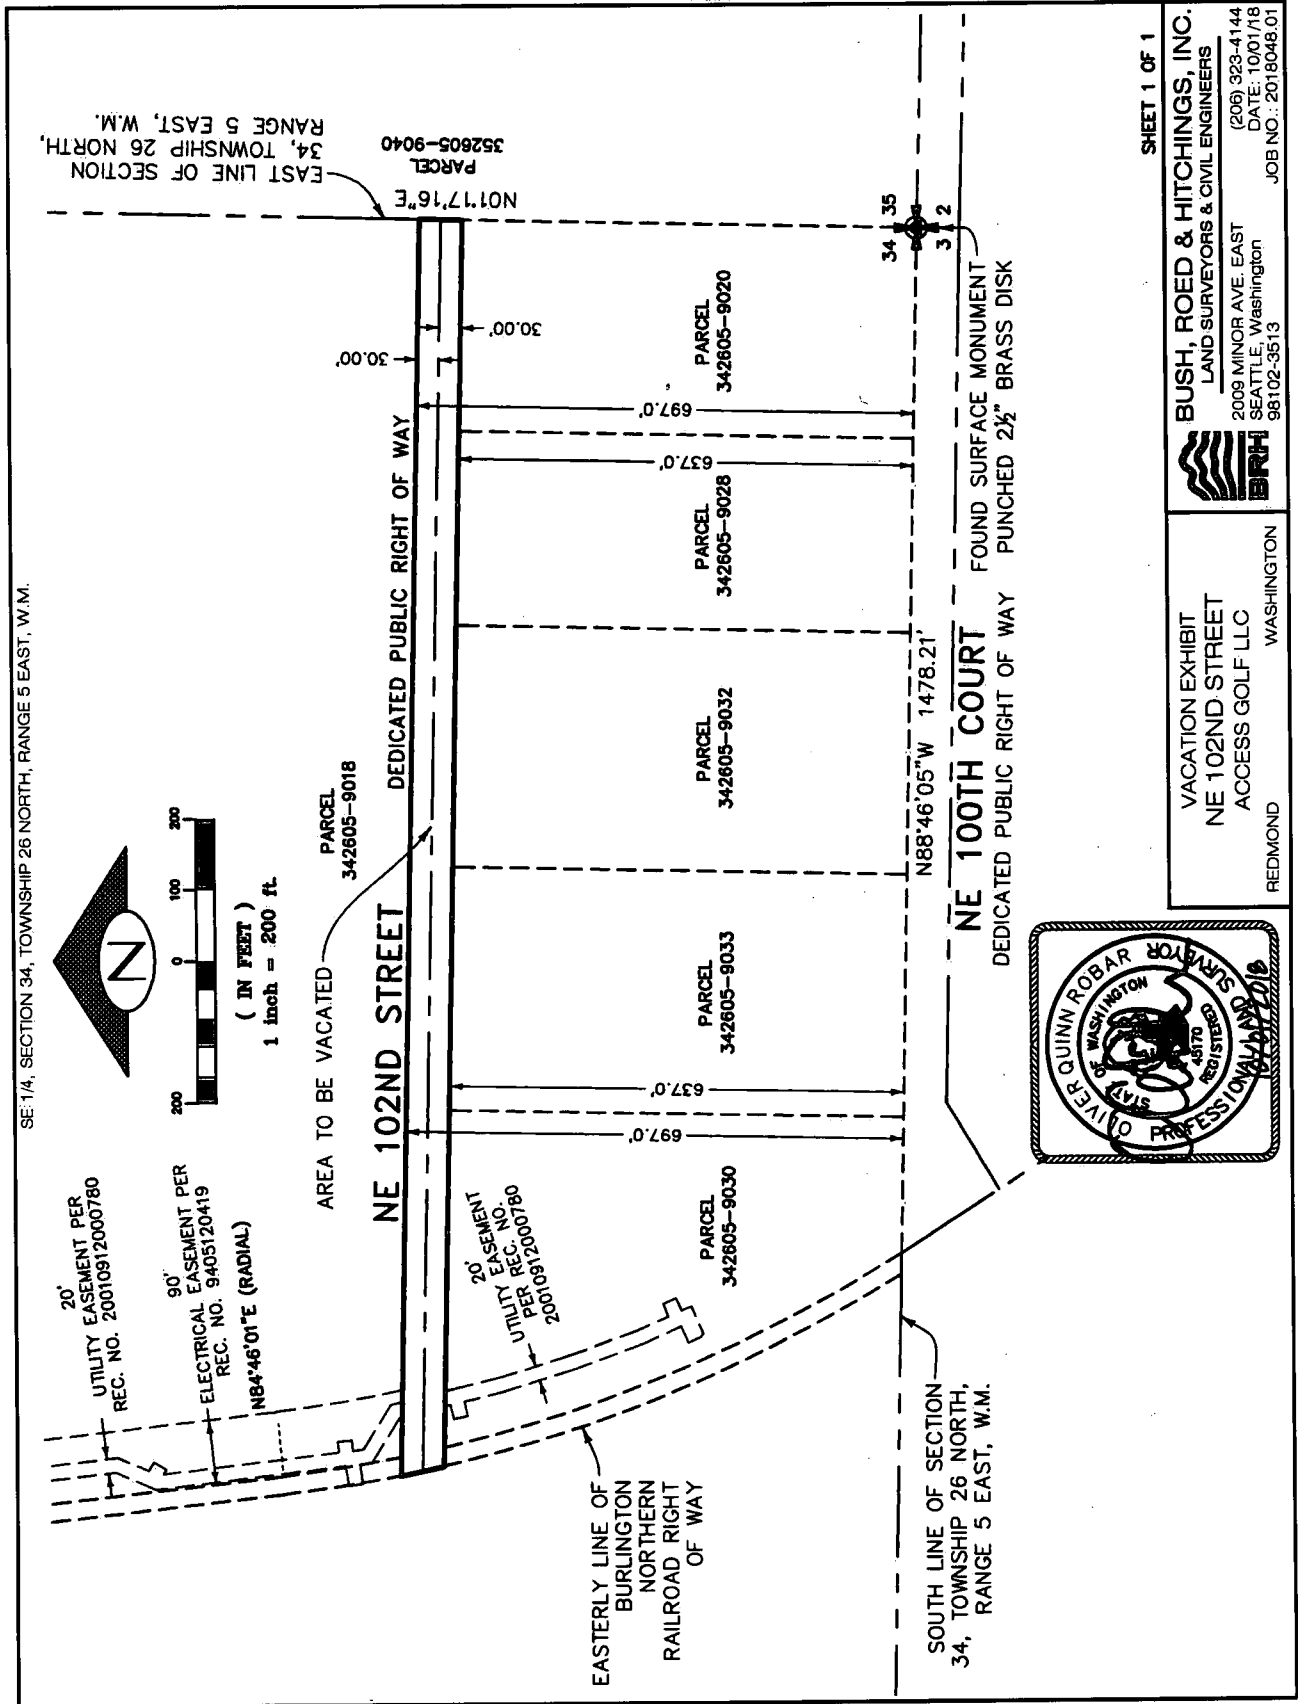 SE 1/4, SECTION 34, TOWNSHIP 26 NORTH, RANGE 5 EAST, W.M.
20'
UTILITY EASEMENT PER
REC. NO. 20010912000780
90'
ELECTRICAL EASEMENT PER
REC. NO. 9405120419
N84°46'01"E (RADIAL)
N
200
0
100
200
( IN FEET )
1 inch = 200 ft.
EAST LINE OF SECTION
34, TOWNSHIP 26 NORTH,
RANGE 5 EAST, W.M.
PARCEL
352605-9040
N01°17'16"E
AREA TO BE VACATED
PARCEL
342605-9018
NE 102ND STREET
DEDICATED PUBLIC RIGHT OF WAY
30.00'
30.00'
20'
UTILITY EASEMENT
PER REC. NO.
20010912000780
697.0'
637.0'
637.0'
697.0'
PARCEL
342605-9030
PARCEL
342605-9033
PARCEL
342605-9032
PARCEL
342605-9028
PARCEL
342605-9020
EASTERLY LINE OF
BURLINGTON
NORTHERN
RAILROAD RIGHT
OF WAY
34 35
3 2
N88°46'05"W 1478.21'
SOUTH LINE OF SECTION
34, TOWNSHIP 26 NORTH,
RANGE 5 EAST, W.M.
NE 100TH COURT
DEDICATED PUBLIC RIGHT OF WAY
FOUND SURFACE MONUMENT
PUNCHED 2½" BRASS DISK
OLIVER QUINN ROBAR
STATE OF WASHINGTON
45170
REGISTERED
PROFESSIONAL LAND SURVEYOR
10/01/2018
SHEET 1 OF 1
VACATION EXHIBIT
NE 102ND STREET
ACCESS GOLF LLC
REDMOND WASHINGTON
BRH
BUSH, ROED & HITCHINGS, INC.
LAND SURVEYORS & CIVIL ENGINEERS
2009 MINOR AVE. EAST
SEATTLE, Washington
98102-3513
(206) 323-4144
DATE: 10/01/18
JOB NO.: 2018048.01